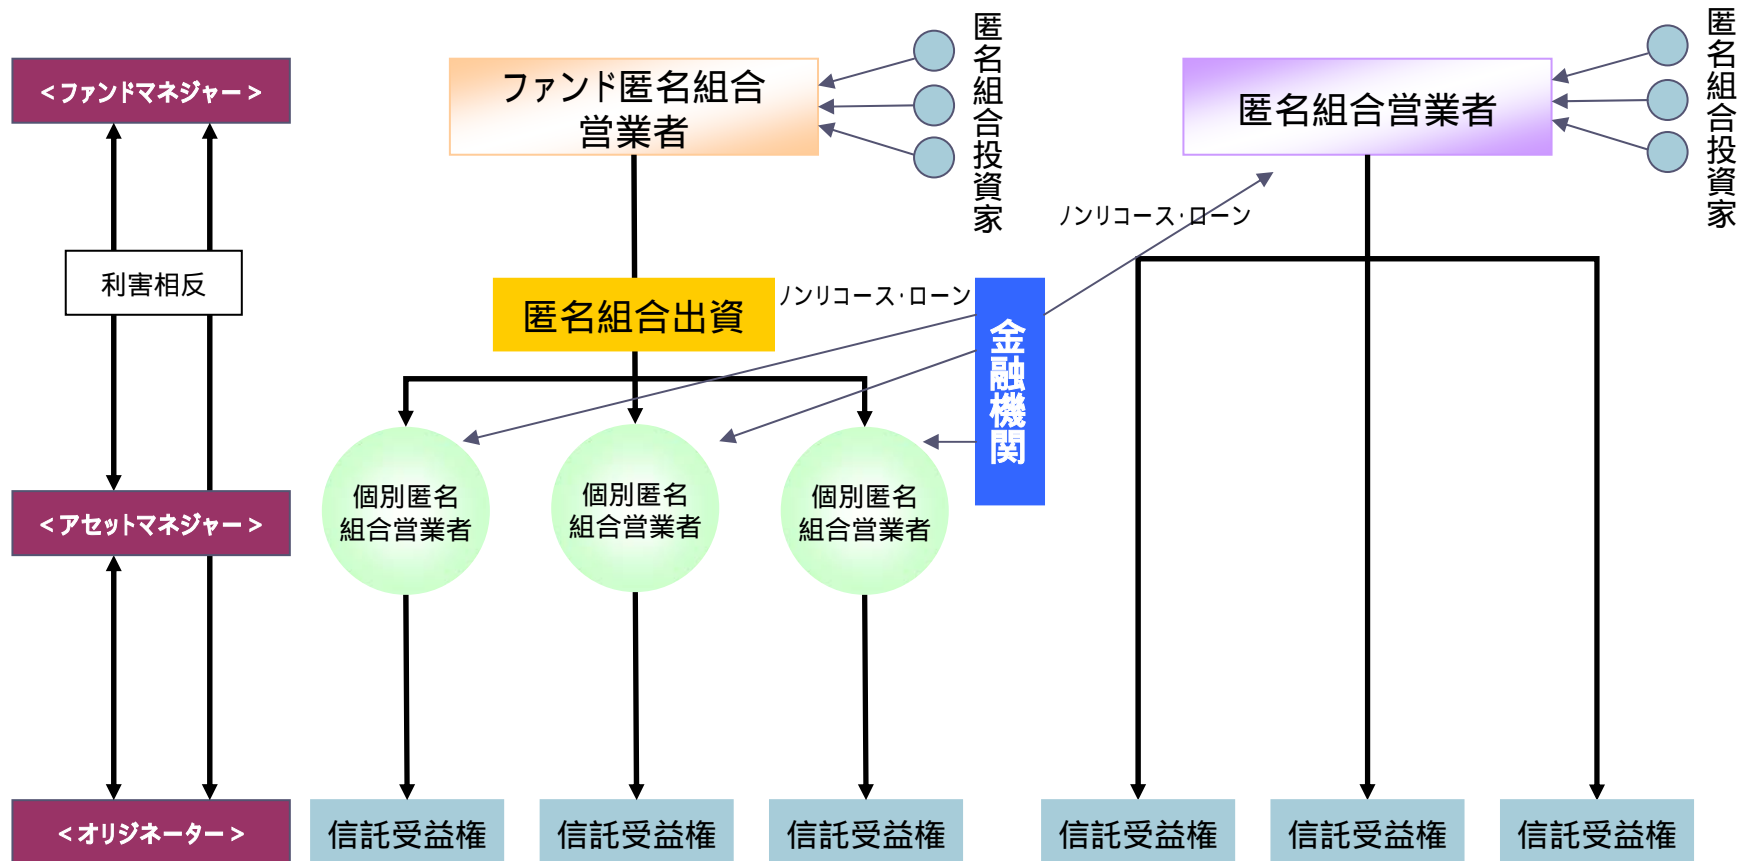 <ファンドマネジャー>
利害相反
<アセットマネジャー>
<オリジネーター>
ファンド匿名組合
営業者
匿名組合投資家
匿名組合出資
ノンリコース・ローン
金融機関
個別匿名
組合営業者
個別匿名
組合営業者
個別匿名
組合営業者
信託受益権
信託受益権
信託受益権
匿名組合営業者
匿名組合投資家
ノンリコース・ローン
信託受益権
信託受益権
信託受益権